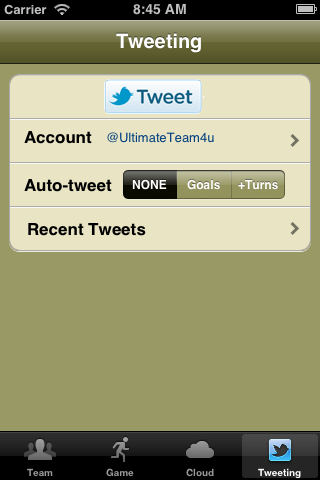 Carrier 8:45 AM
Tweeting
Tweet
Account @UltimateTeam4u
Auto-tweet NONE Goals +Turns
Recent Tweets
Team Game Cloud Tweeting